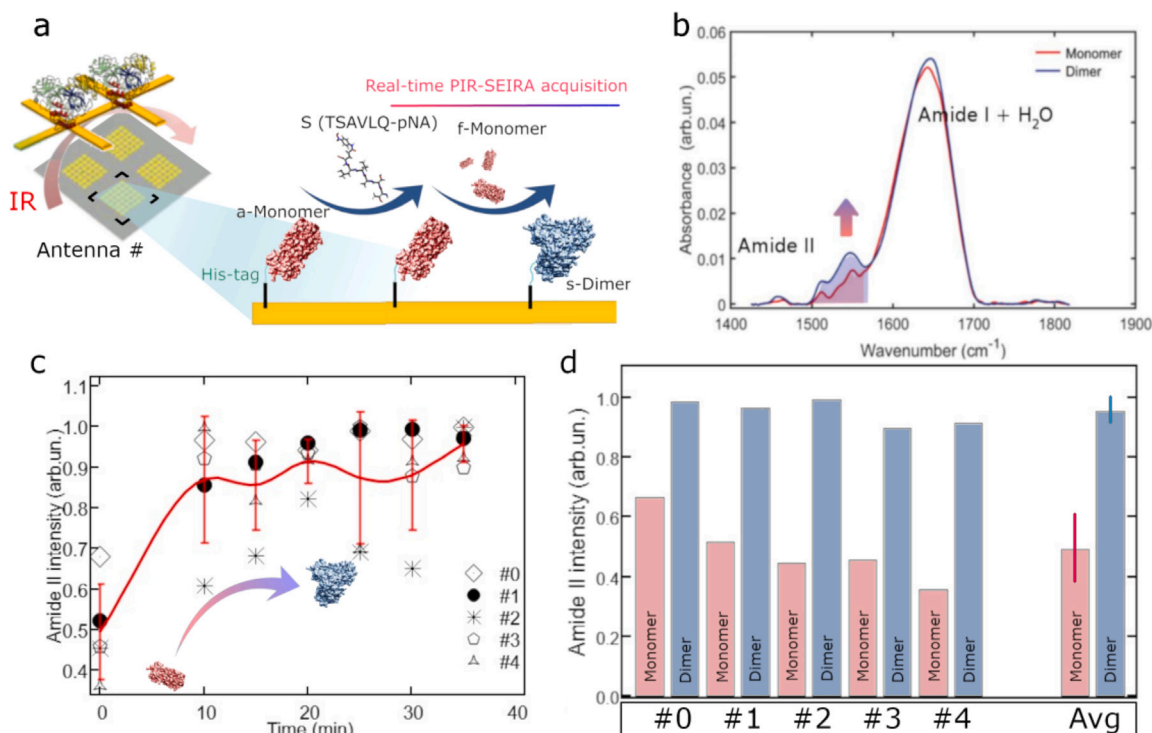 a
Real-time PIR-SEIRA acquisition
S (TSAVLQ-pNA)
f-Monomer
IR
a-Monomer
Antenna #
His-tag
s-Dimer
b
0.06
0.05
0.04
0.03
0.02
0.01
0
Absorbance (arb.un.)
Monomer
Dimer
Amide I + H₂O
Amide II
1400 1500 1600 1700 1800 1900
Wavenumber (cm⁻¹)
c
1.1
1.0
0.9
0.8
0.7
0.6
0.5
0.4
Amide II intensity (arb.un.)
#0
#1
#2
#3
#4
0 10 20 30 40
Time (min)
d
1.0
0.8
0.6
0.4
0.2
0.0
Amide II intensity (arb.un.)
Monomer Dimer Monomer Dimer Monomer Dimer Monomer Dimer Monomer Dimer Monomer Dimer
#0 #1 #2 #3 #4 Avg